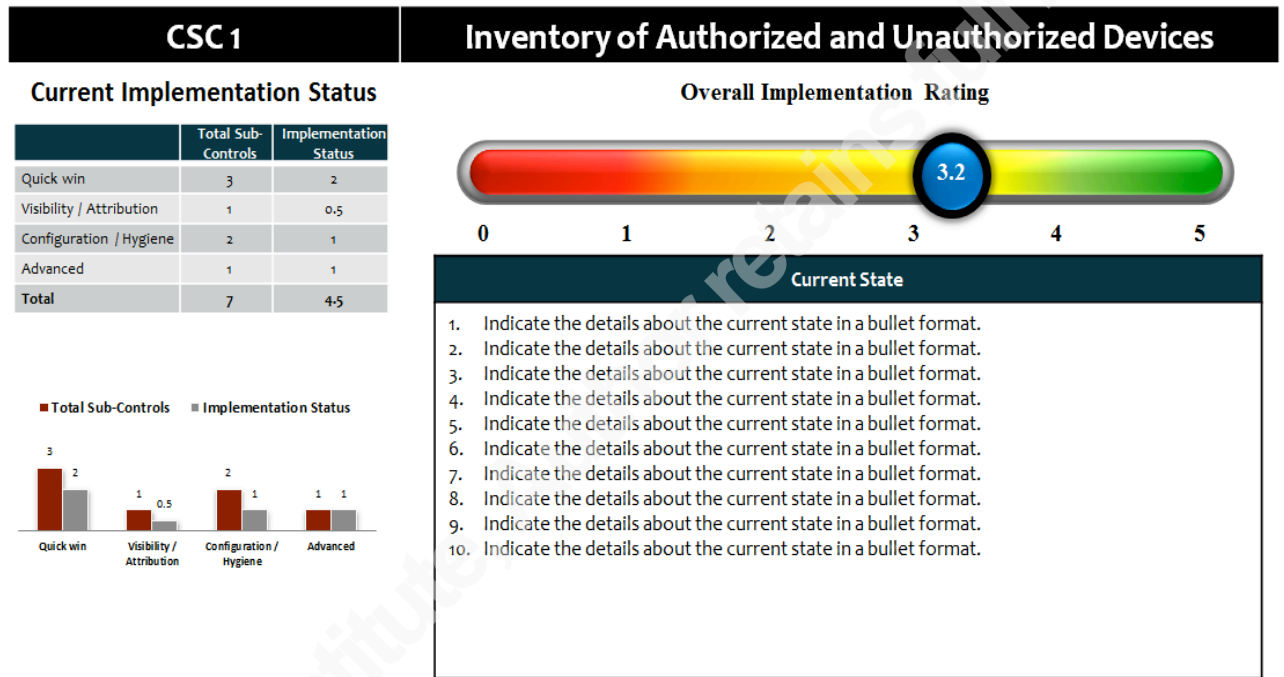 CSC 1
Inventory of Authorized and Unauthorized Devices
Current Implementation Status
Total Sub-Controls Implementation Status
Quick win 3 2
Visibility / Attribution 1 0.5
Configuration / Hygiene 2 1
Advanced 1 1
Total 7 4.5
Total Sub-Controls Implementation Status
3 2 1 0.5 2 1 1 1
Quick win Visibility / Attribution Configuration / Hygiene Advanced
Overall Implementation Rating
3.2
0 1 2 3 4 5
Current State
1. Indicate the details about the current state in a bullet format.
2. Indicate the details about the current state in a bullet format.
3. Indicate the details about the current state in a bullet format.
4. Indicate the details about the current state in a bullet format.
5. Indicate the details about the current state in a bullet format.
6. Indicate the details about the current state in a bullet format.
7. Indicate the details about the current state in a bullet format.
8. Indicate the details about the current state in a bullet format.
9. Indicate the details about the current state in a bullet format.
10. Indicate the details about the current state in a bullet format.
retains full